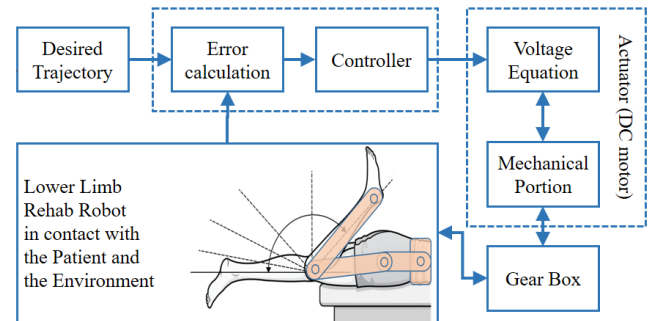 Desired
Trajectory
Error
calculation
Controller
Voltage
Equation
Actuator (DC motor)
Mechanical
Portion
Lower Limb
Rehab Robot
in contact with
the Patient and
the Environment
Gear Box